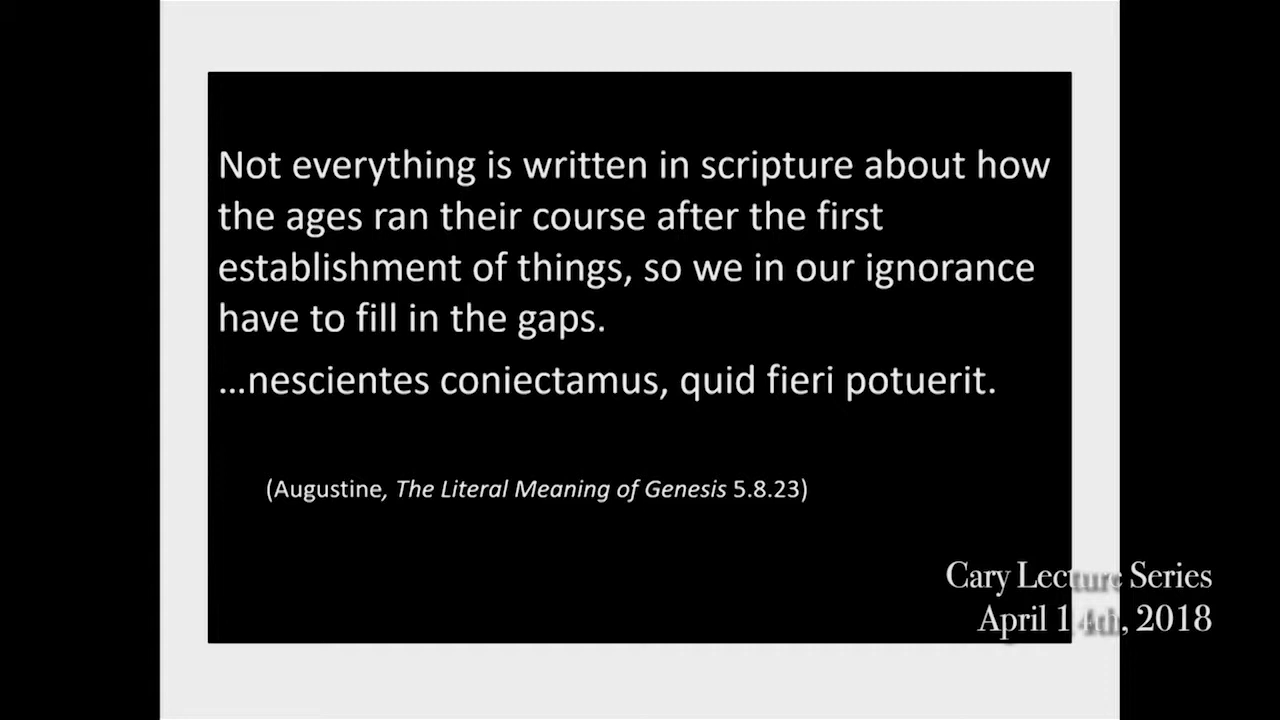 Not everything is written in scripture about how
the ages ran their course after the first
establishment of things, so we in our ignorance
have to fill in the gaps.
…nescientes coniectamus, quid fieri potuerit.
(Augustine, The Literal Meaning of Genesis 5.8.23)
Cary Lecture Series
April 14th, 2018